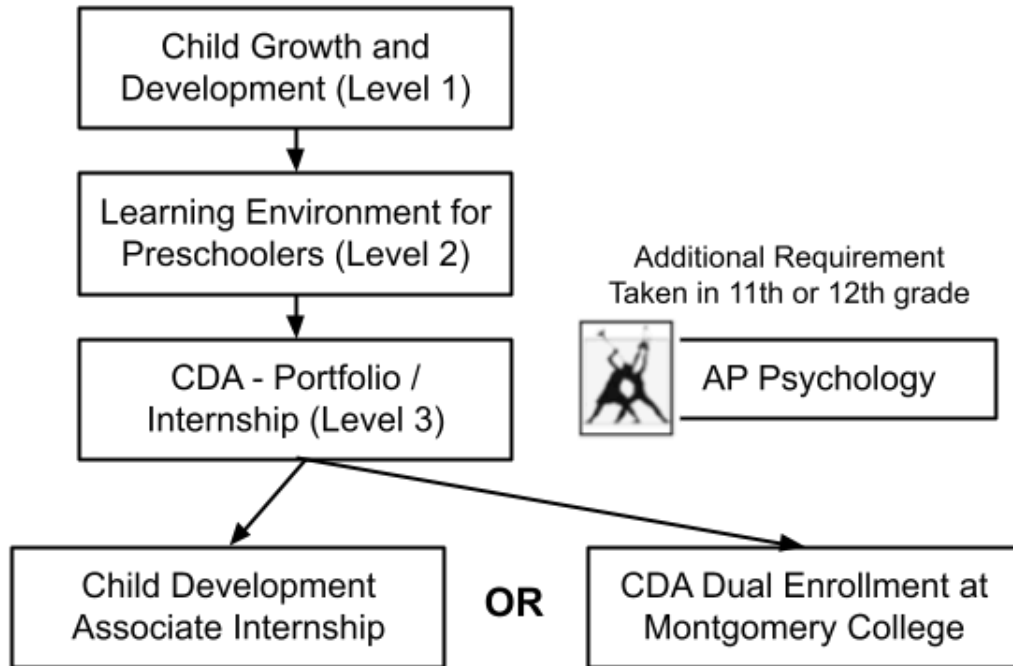 Child Growth and
Development (Level 1)
Learning Environment for
Preschoolers (Level 2)
Additional Requirement
Taken in 11th or 12th grade
CDA - Portfolio /
Internship (Level 3)
AP Psychology
Child Development
Associate Internship
OR
CDA Dual Enrollment at
Montgomery College